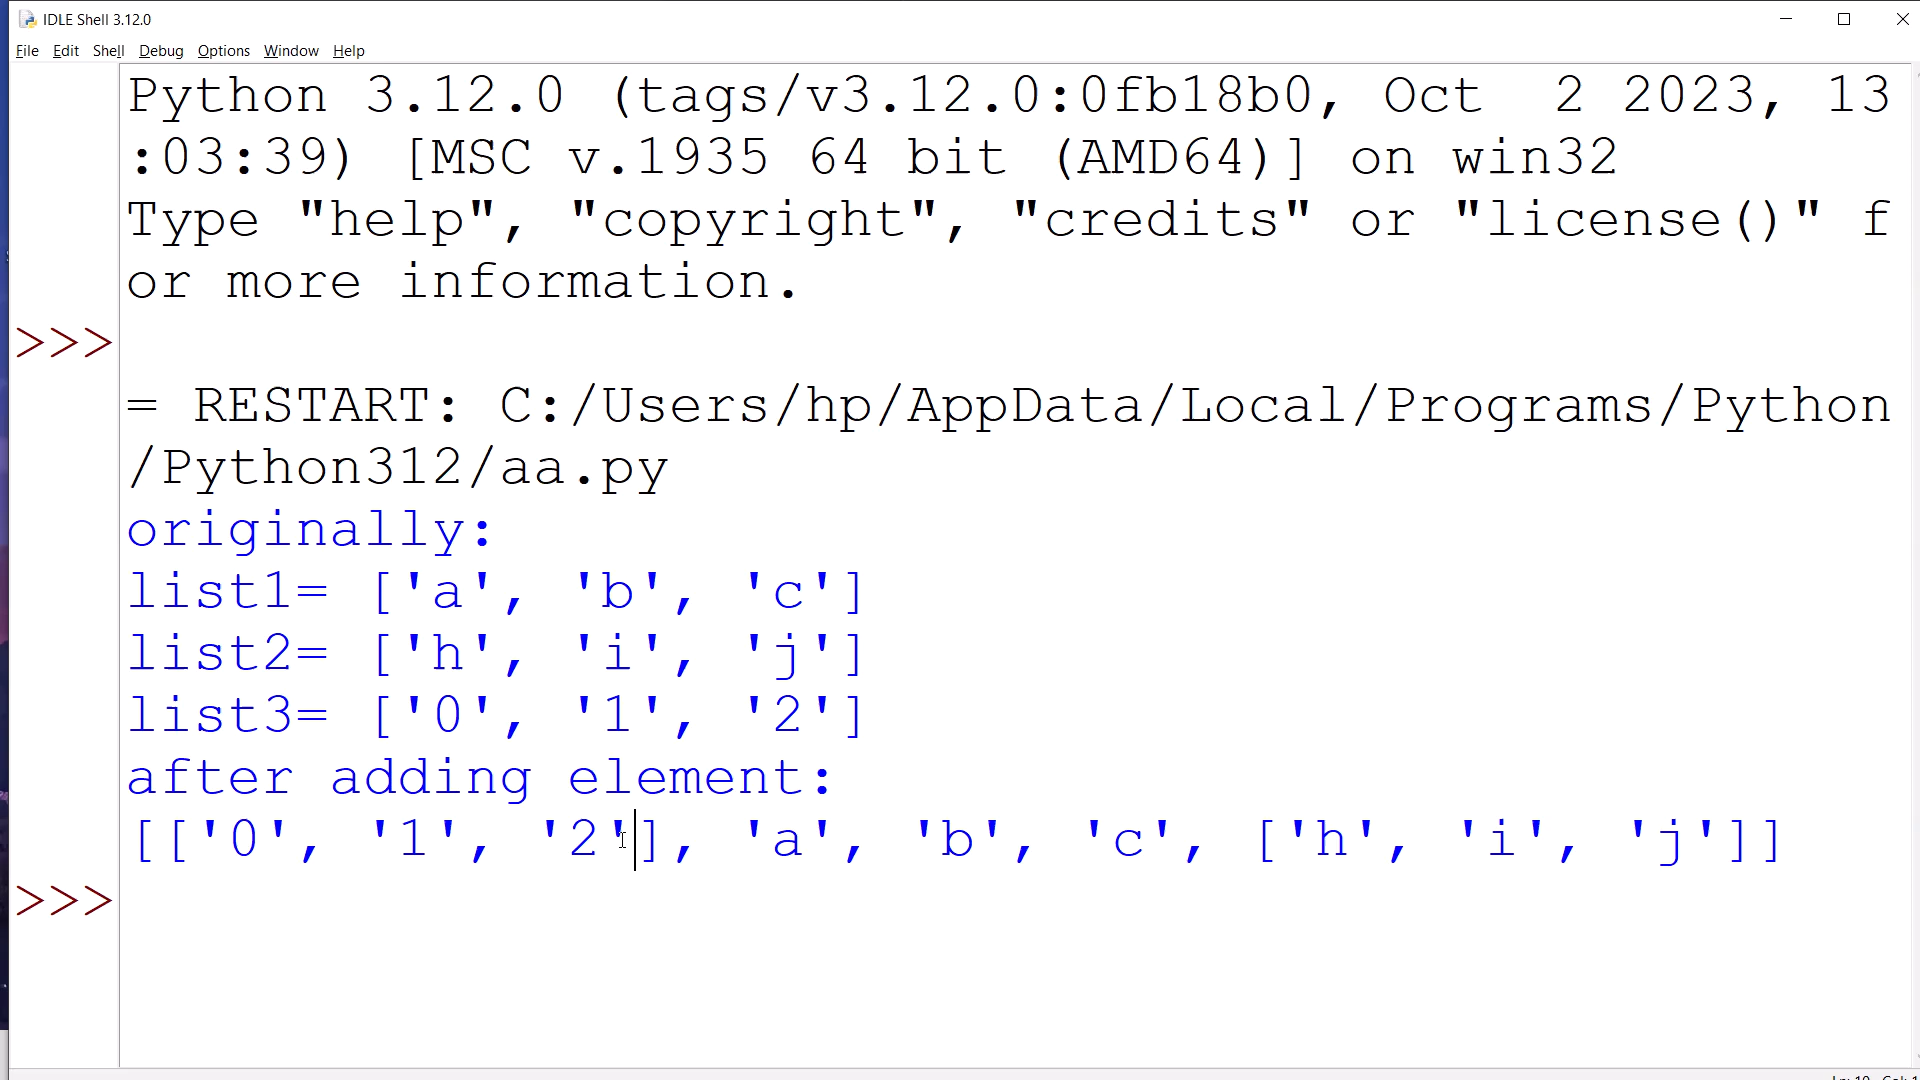 IDLE Shell 3.12.0
File Edit Shell Debug Options Window Help
Python 3.12.0 (tags/v3.12.0:0fb18b0, Oct  2 2023, 13
:03:39) [MSC v.1935 64 bit (AMD64)] on win32
Type "help", "copyright", "credits" or "license()" f
or more information.
>>>
= RESTART: C:/Users/hp/AppData/Local/Programs/Python
/Python312/aa.py
originally:
list1= ['a', 'b', 'c']
list2= ['h', 'i', 'j']
list3= ['0', '1', '2']
after adding element:
[['0', '1', '2'], 'a', 'b', 'c', ['h', 'i', 'j']]
>>>